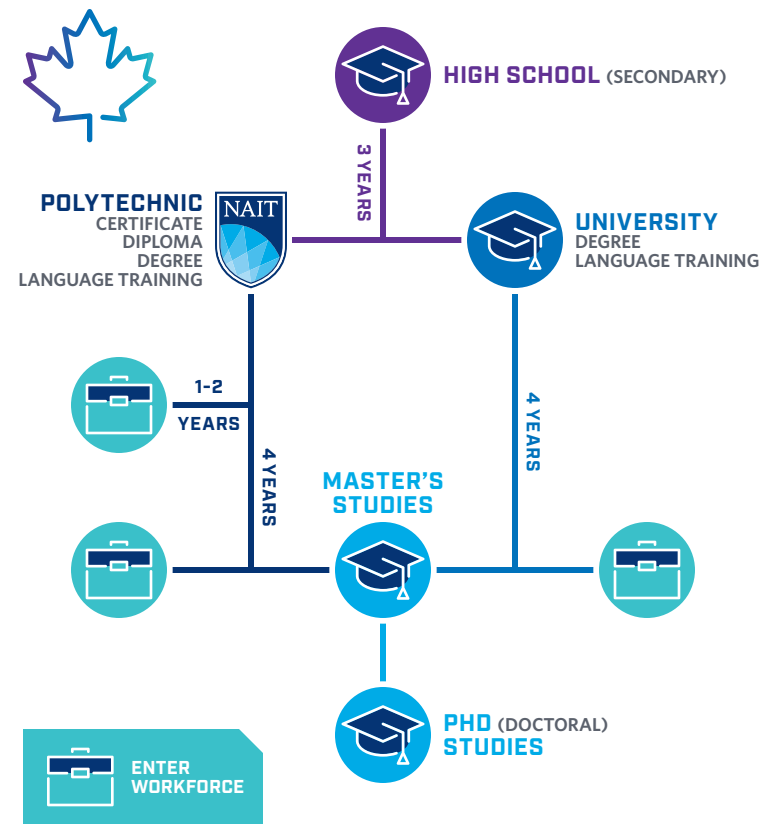 HIGH SCHOOL (SECONDARY)
3 YEARS
POLYTECHNIC
CERTIFICATE
DIPLOMA
DEGREE
LANGUAGE TRAINING
NAIT
UNIVERSITY
DEGREE
LANGUAGE TRAINING
1-2
YEARS
4 YEARS
4 YEARS
MASTER'S
STUDIES
PHD (DOCTORAL)
STUDIES
ENTER
WORKFORCE